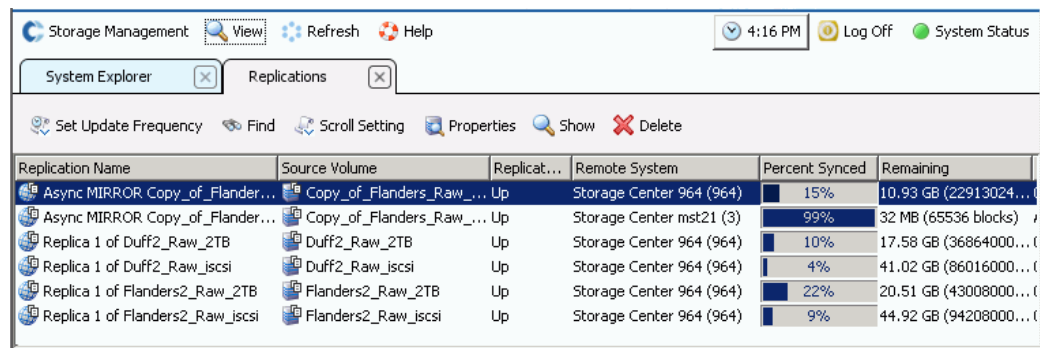 Storage Management View Refresh Help 4:16 PM Log Off System Status
System Explorer Replications
Set Update Frequency Find Scroll Setting Properties Show Delete
Replication Name Source Volume Replicat... Remote System Percent Synced Remaining
Async MIRROR Copy_of_Flander... Copy_of_Flanders_Raw_... Up Storage Center 964 (964) 15% 10.93 GB (22913024...
Async MIRROR Copy_of_Flander... Copy_of_Flanders_Raw_... Up Storage Center mst21 (3) 99% 32 MB (65536 blocks)
Replica 1 of Duff2_Raw_2TB Duff2_Raw_2TB Up Storage Center 964 (964) 10% 17.58 GB (36864000...
Replica 1 of Duff2_Raw_iscsi Duff2_Raw_iscsi Up Storage Center 964 (964) 4% 41.02 GB (86016000...
Replica 1 of Flanders2_Raw_2TB Flanders2_Raw_2TB Up Storage Center 964 (964) 22% 20.51 GB (43008000...
Replica 1 of Flanders2_Raw_iscsi Flanders2_Raw_iscsi Up Storage Center 964 (964) 9% 44.92 GB (94208000...